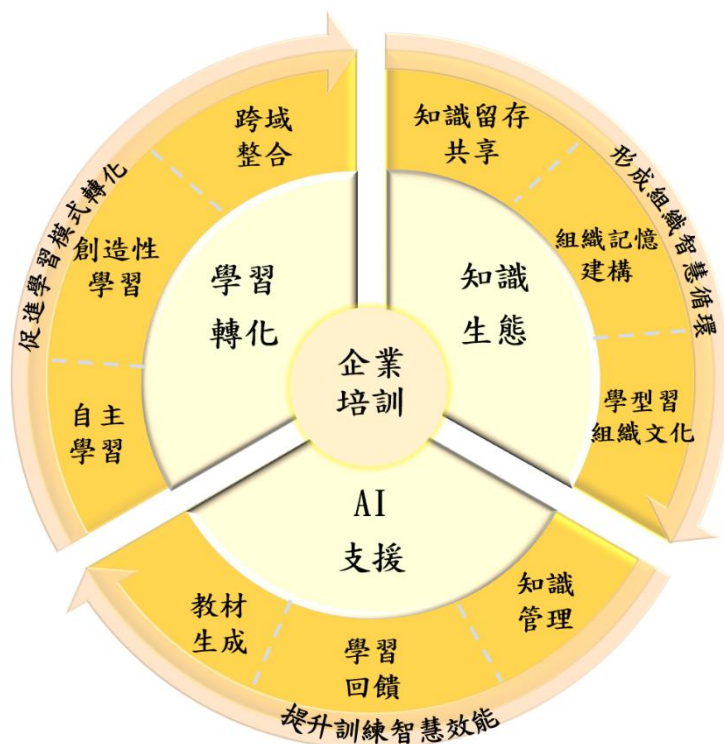 企業
培訓
學習
轉化
自主
學習
創造性
學習
跨域
整合
促進學習模式轉化
知識
生態
知識留存
共享
組織記憶
建構
學型習
組織文化
形成組織智慧循環
AI
支援
知識
管理
學習
回饋
教材
生成
提升訓練智慧效能